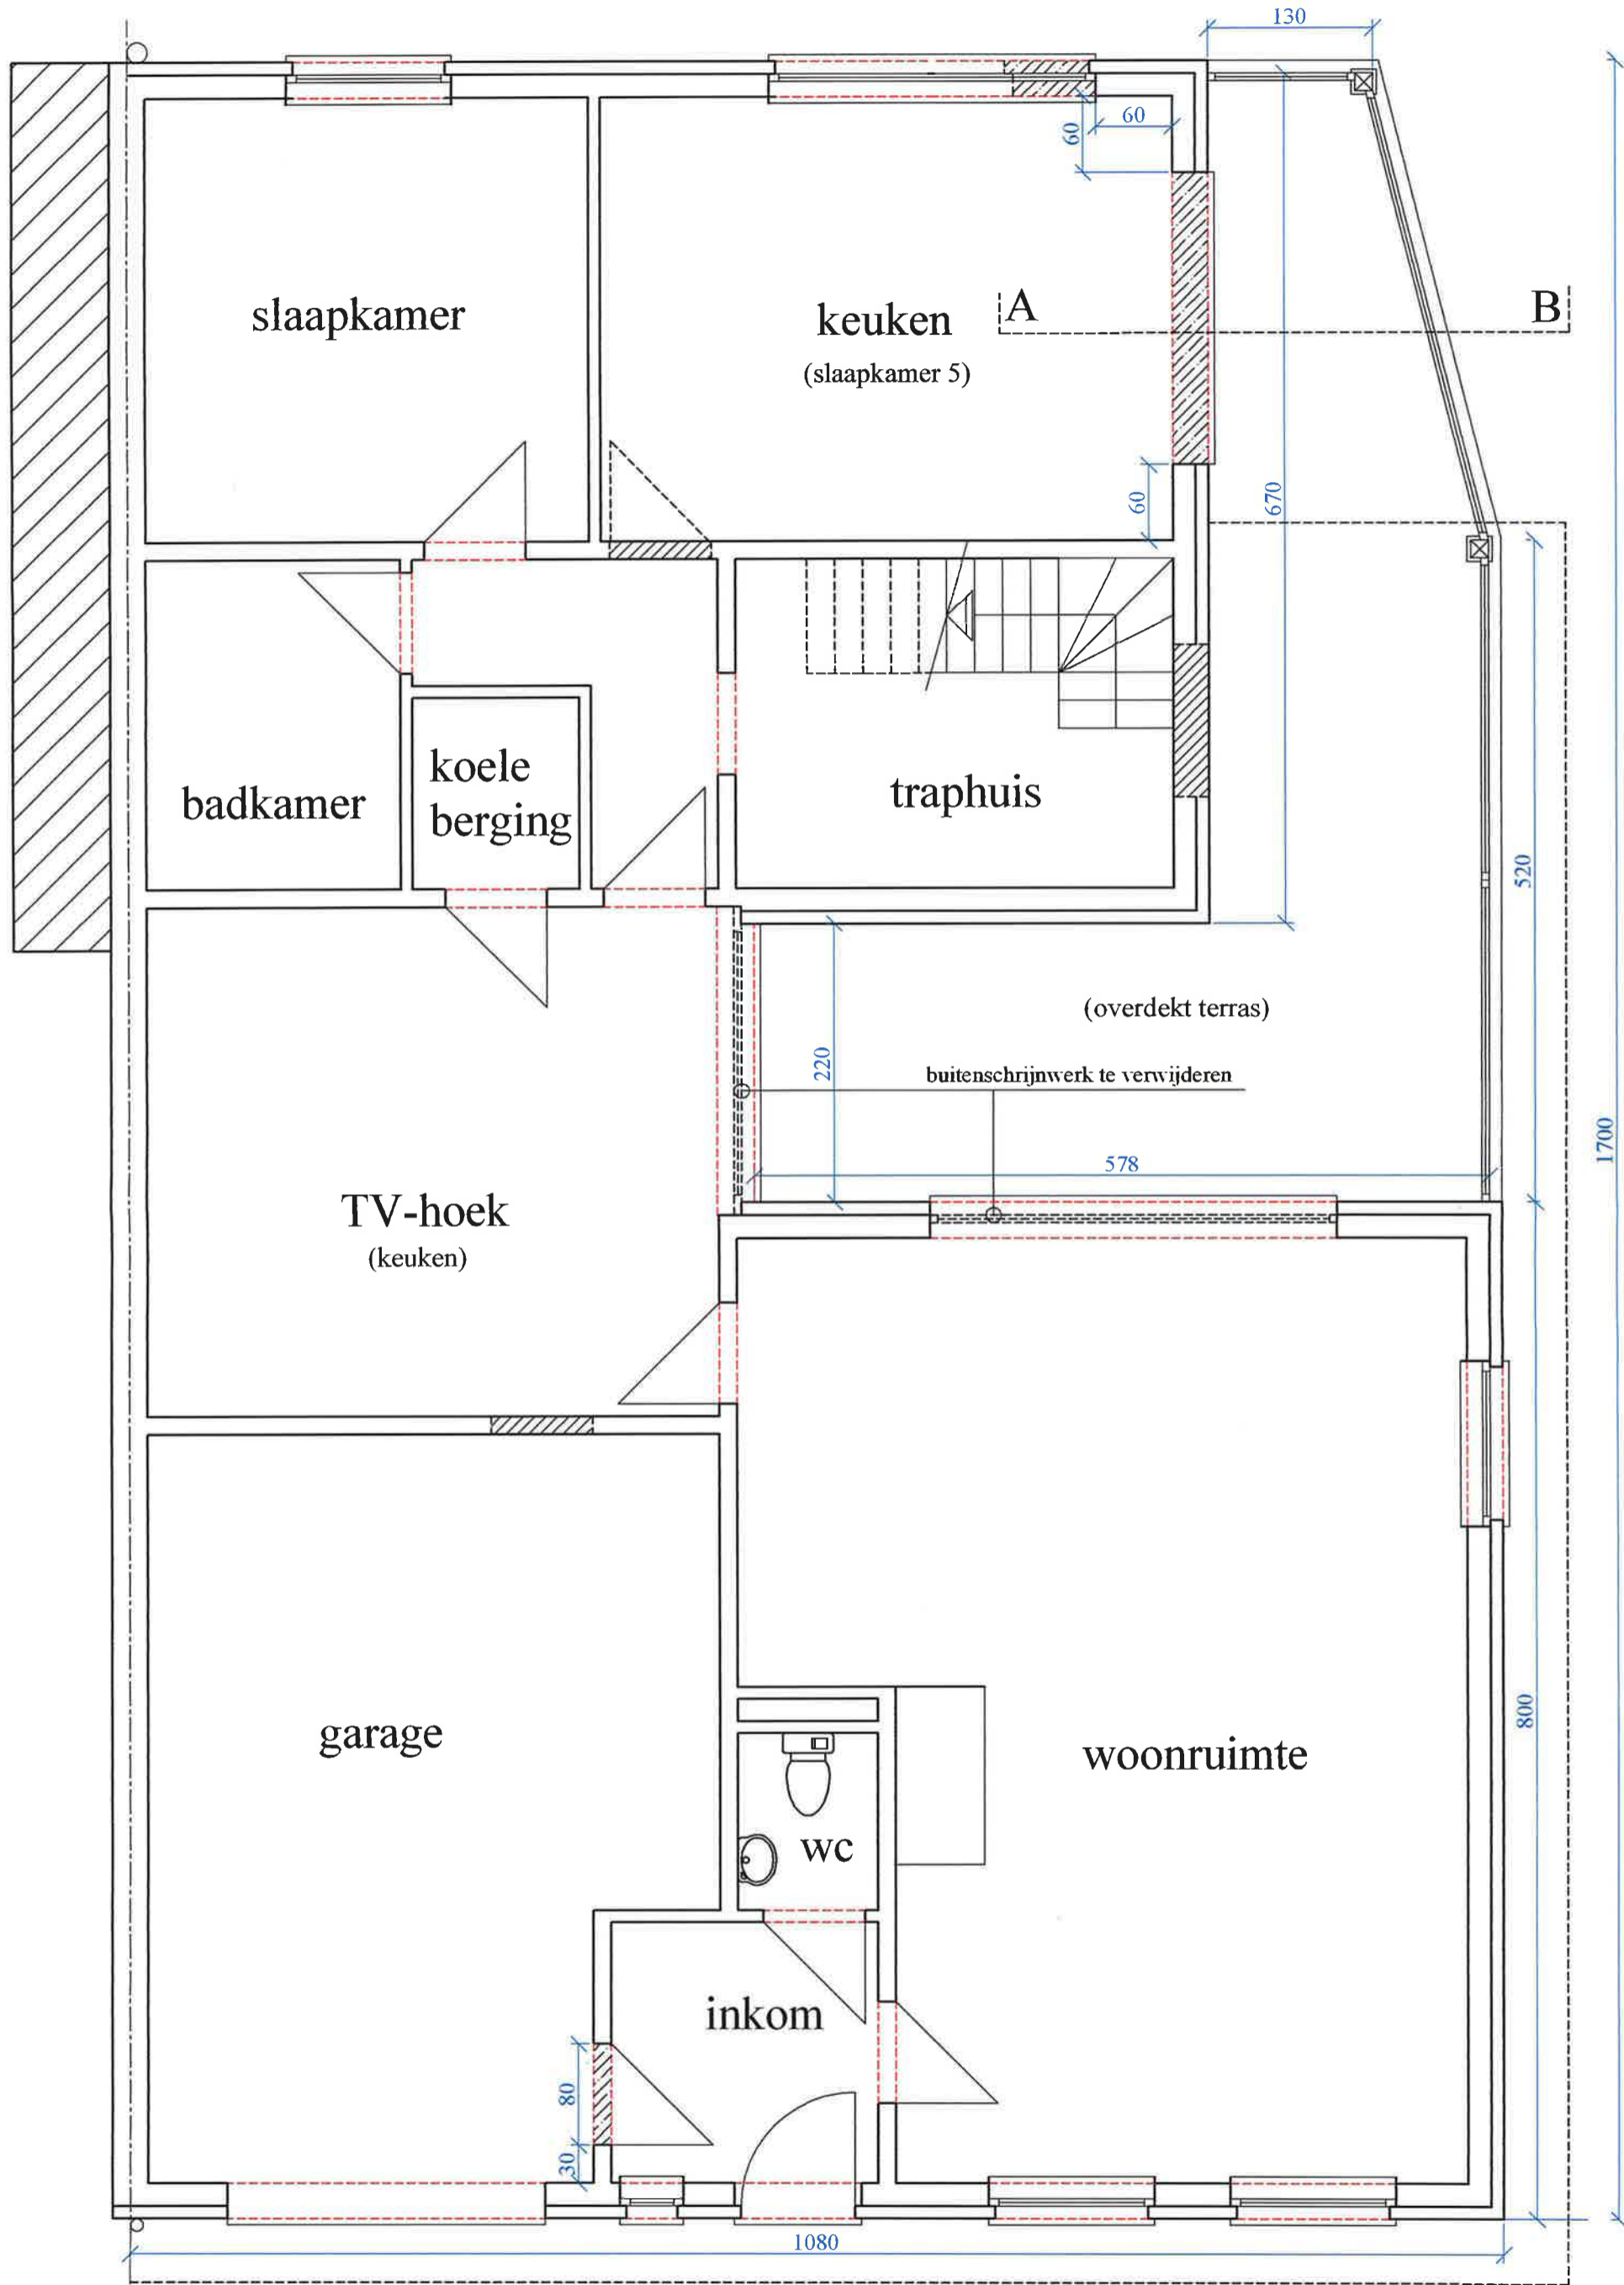 130
60
60
slaapkamer
keuken
(slaapkamer 5)
A
B
60
670
koele
berging
badkamer
traphuis
520
(overdekt terras)
buitenschrijnwerk te verwijderen
220
1700
578
TV-hoek
(keuken)
800
garage
woonruimte
wc
inkom
80
30
1080